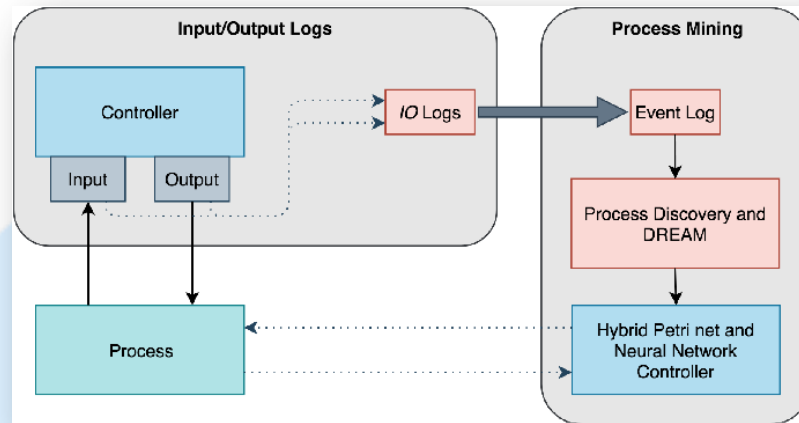 Input/Output Logs
Controller
Input
Output
IO Logs
Process
Process Mining
Event Log
Process Discovery and
DREAM
Hybrid Petri net and
Neural Network
Controller